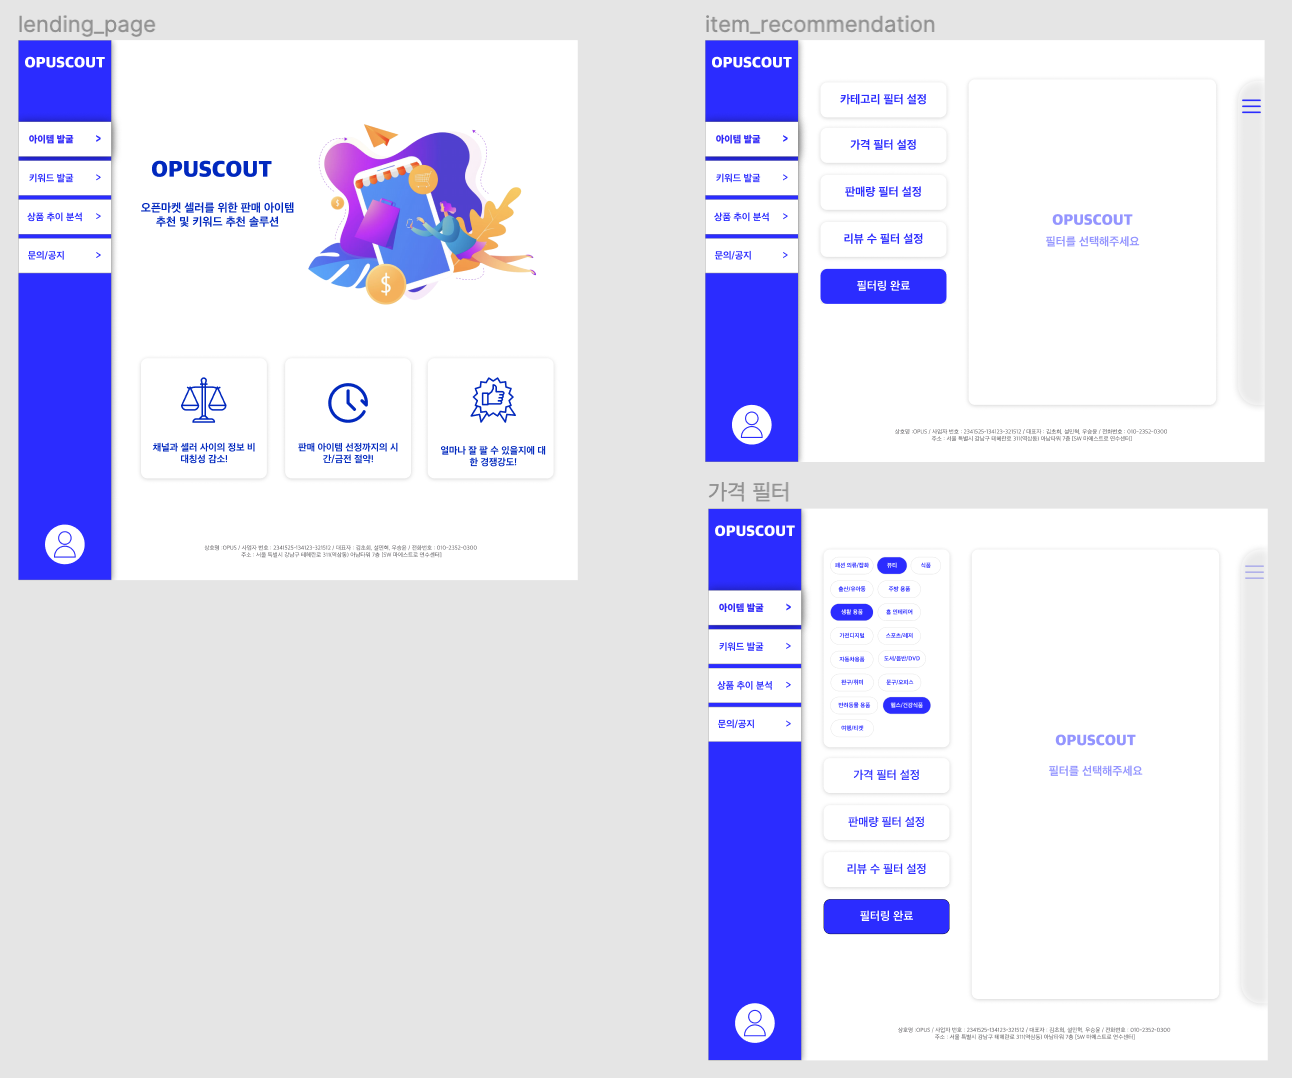 lending_page
OPUSCOUT
아이템 발굴 >
키워드 발굴 >
상품 추이 분석 >
문의/공지 >
OPUSCOUT
오픈마켓 셀러를 위한 판매 아이템
추천 및 키워드 추천 솔루션
$
$
채널과 셀러 사이의 정보 비
대칭성 감소!
판매 아이템 선정까지의 시
간/금전 절약!
얼마나 잘 팔 수 있을지에 대
한 경쟁강도!
상호명 :OPUS / 사업자 번호 : 2341525-134123-321512 / 대표자 : 김초희, 설민혁, 우승윤 / 전화번호 : 010-2352-0300
주소 : 서울 특별시 강남구 테헤란로 311(역삼동) 아남타워 7층 [SW 마에스트로 연수센터]
item_recommendation
OPUSCOUT
아이템 발굴 >
키워드 발굴 >
상품 추이 분석 >
문의/공지 >
카테고리 필터 설정
가격 필터 설정
판매량 필터 설정
리뷰 수 필터 설정
필터링 완료
OPUSCOUT
필터를 선택해주세요
상호명 :OPUS / 사업자 번호 : 2341525-134123-321512 / 대표자 : 김초희, 설민혁, 우승윤 / 전화번호 : 010-2352-0300
주소 : 서울 특별시 강남구 테헤란로 311(역삼동) 아남타워 7층 [SW 마에스트로 연수센터]
가격 필터
OPUSCOUT
아이템 발굴 >
키워드 발굴 >
상품 추이 분석 >
문의/공지 >
패션 의류/잡화 뷰티 식품
출산/유아동 주방 용품
생활 용품 홈 인테리어
가전디지털 스포츠/레저
자동차용품 도서/음반/DVD
완구/취미 문구/오피스
반려동물 용품 헬스/건강식품
여행/티켓
가격 필터 설정
판매량 필터 설정
리뷰 수 필터 설정
필터링 완료
OPUSCOUT
필터를 선택해주세요
상호명 :OPUS / 사업자 번호 : 2341525-134123-321512 / 대표자 : 김초희, 설민혁, 우승윤 / 전화번호 : 010-2352-0300
주소 : 서울 특별시 강남구 테헤란로 311(역삼동) 아남타워 7층 [SW 마에스트로 연수센터]